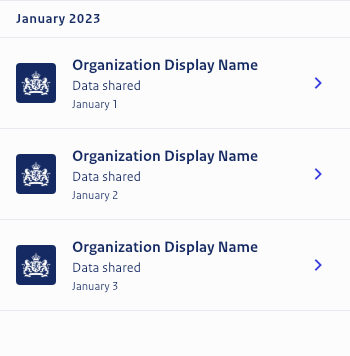 January 2023
Organization Display Name
Data shared
January 1
Organization Display Name
Data shared
January 2
Organization Display Name
Data shared
January 3